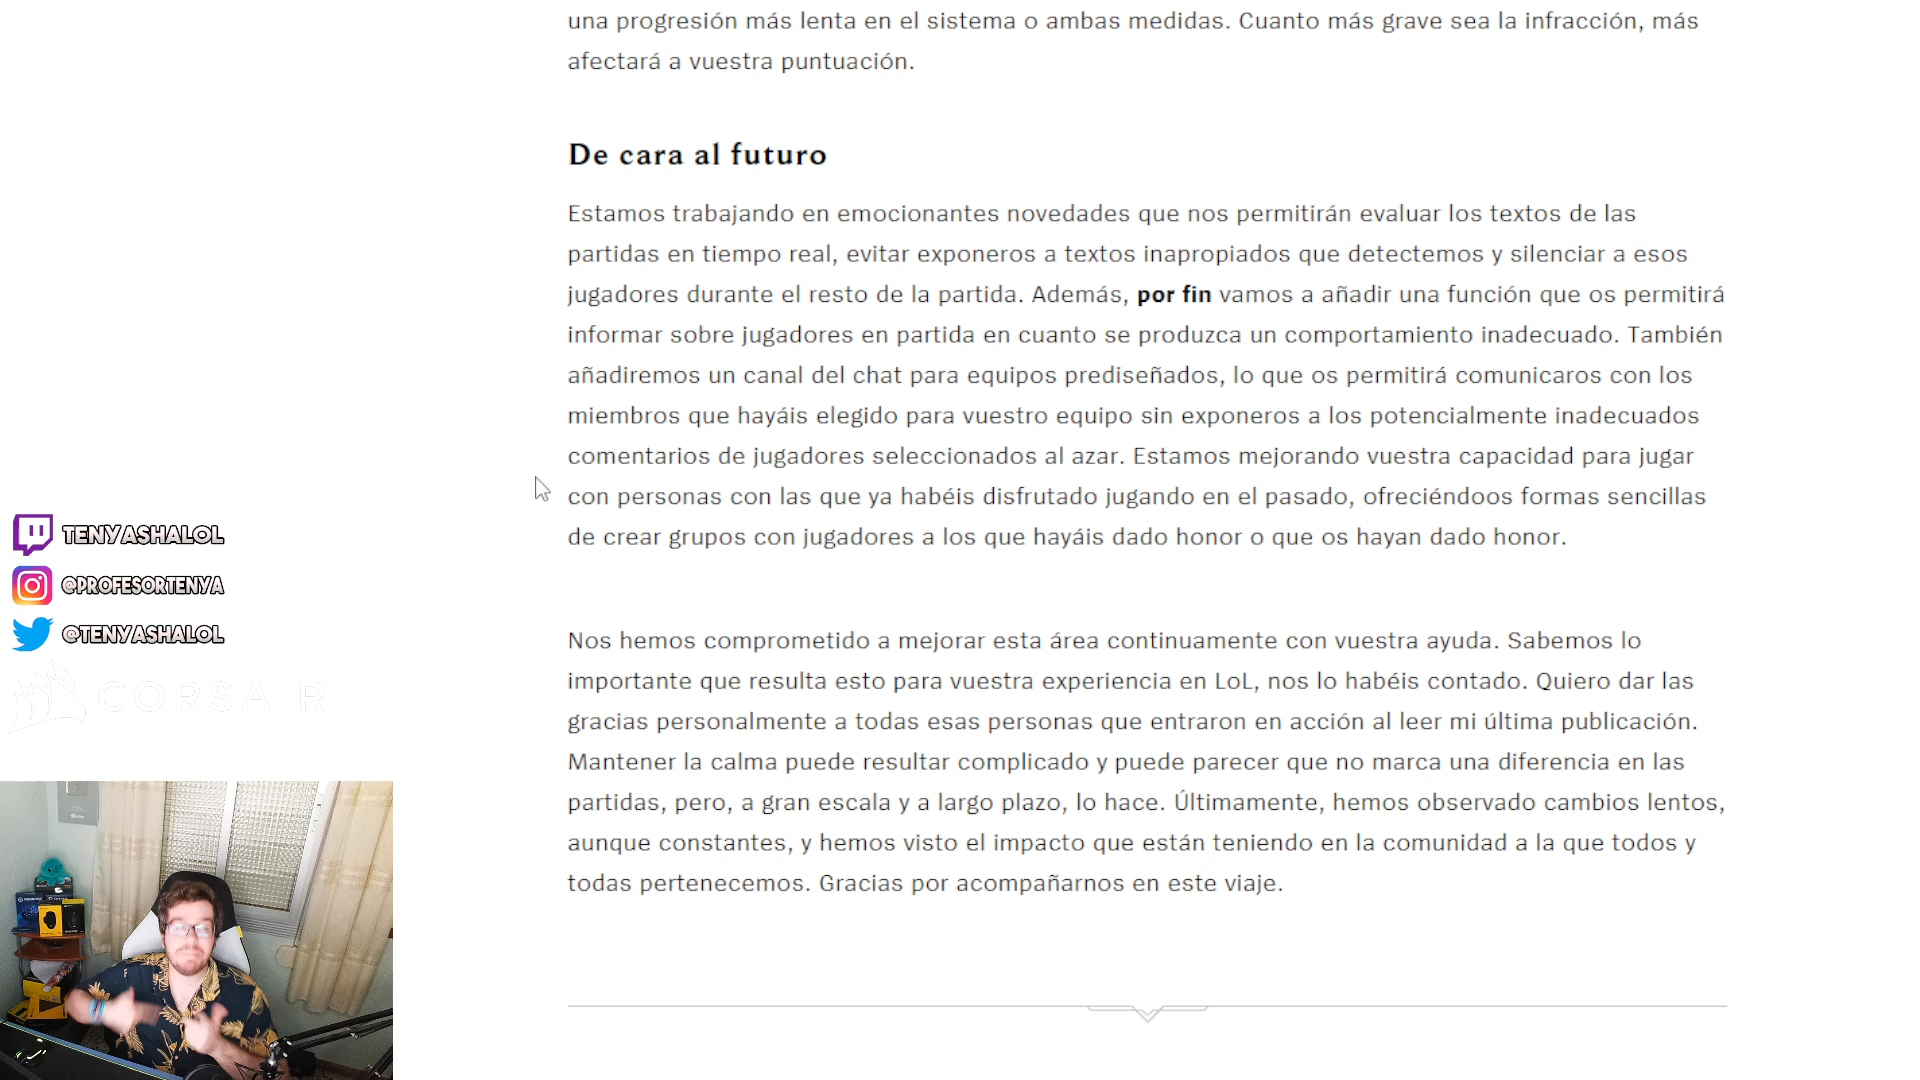 una progresión más lenta en el sistema o ambas medidas. Cuanto más grave sea la infracción, más
afectará a vuestra puntuación.
De cara al futuro
Estamos trabajando en emocionantes novedades que nos permitirán evaluar los textos de las
partidas en tiempo real, evitar exponeros a textos inapropiados que detectemos y silenciar a esos
jugadores durante el resto de la partida. Además, por fin vamos a añadir una función que os permitirá
informar sobre jugadores en partida en cuanto se produzca un comportamiento inadecuado. También
añadiremos un canal del chat para equipos prediseñados, lo que os permitirá comunicaros con los
miembros que hayáis elegido para vuestro equipo sin exponeros a los potencialmente inadecuados
comentarios de jugadores seleccionados al azar. Estamos mejorando vuestra capacidad para jugar
con personas con las que ya habéis disfrutado jugando en el pasado, ofreciéndoos formas sencillas
de crear grupos con jugadores a los que hayáis dado honor o que os hayan dado honor.
Nos hemos comprometido a mejorar esta área continuamente con vuestra ayuda. Sabemos lo
importante que resulta esto para vuestra experiencia en LoL, nos lo habéis contado. Quiero dar las
gracias personalmente a todas esas personas que entraron en acción al leer mi última publicación.
Mantener la calma puede resultar complicado y puede parecer que no marca una diferencia en las
partidas, pero, a gran escala y a largo plazo, lo hace. Últimamente, hemos observado cambios lentos,
aunque constantes, y hemos visto el impacto que están teniendo en la comunidad a la que todos y
todas pertenecemos. Gracias por acompañarnos en este viaje.
TENYASHALOL
@PROFESORTENYA
@TENYASHALOL
CORSA R